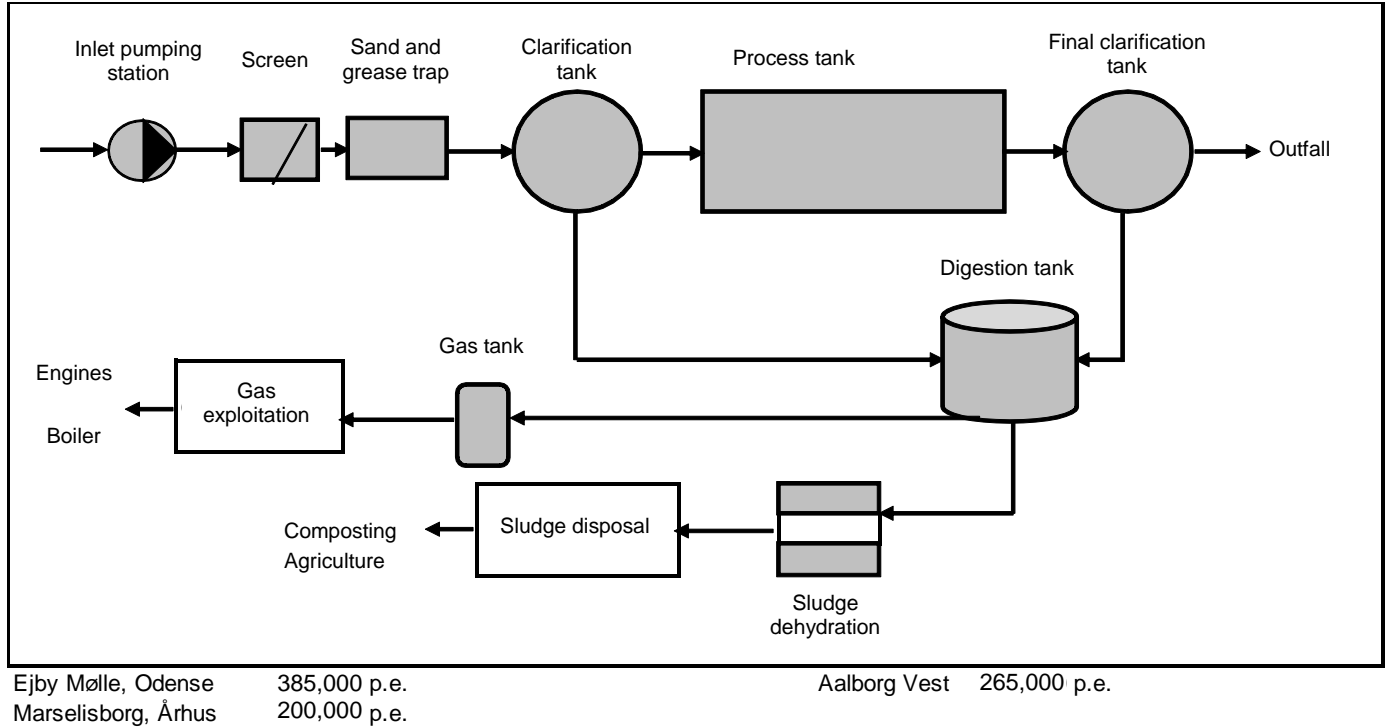 Inlet pumping
station
Screen
Sand and
grease trap
Clarification
tank
Process tank
Final clarification
tank
Outfall
Digestion tank
Gas tank
Engines
Boiler
Gas
exploitation
Sludge disposal
Composting
Agriculture
Sludge
dehydration
Ejby Mølle, Odense 385,000 p.e. Aalborg Vest 265,000 p.e.
Marselisborg, Århus 200,000 p.e.